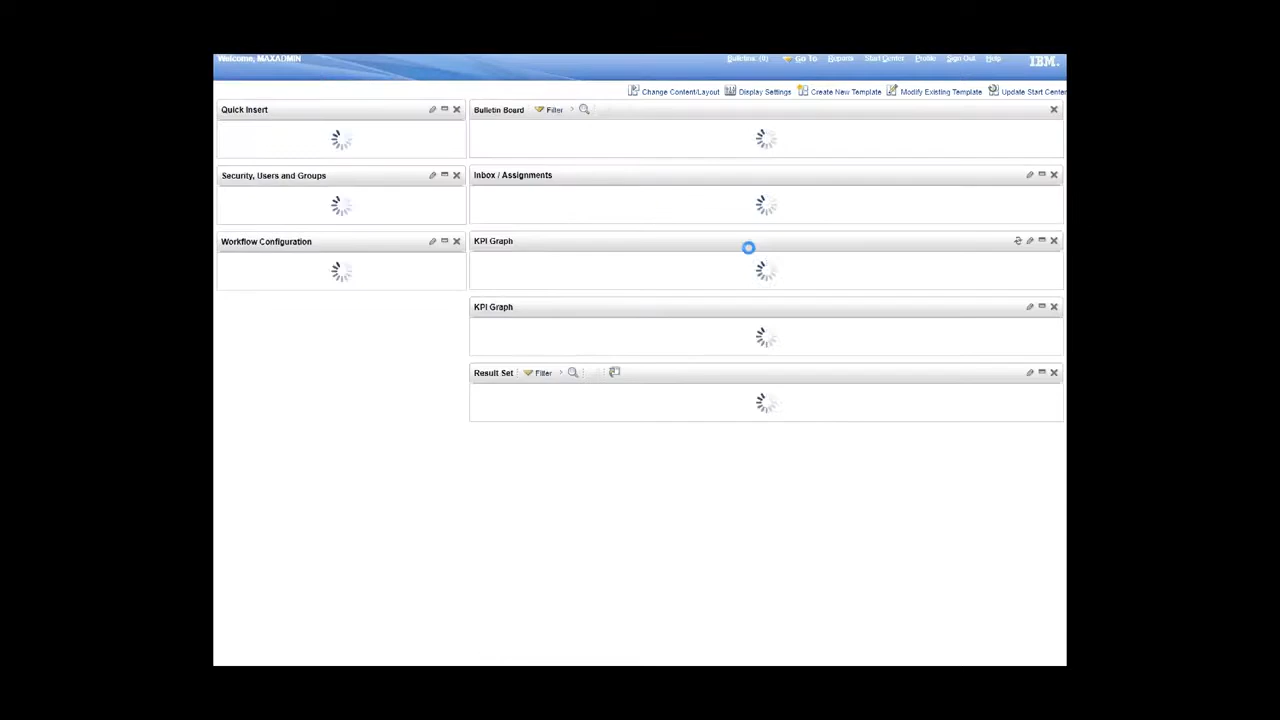 Welcome, MAXADMIN
Bulletins: (0) Go To Reports Start Center Profile Sign Out Help IBM.
Change Content/Layout Display Settings Create New Template Modify Existing Template Update Start Center
Quick Insert
Bulletin Board Filter
Security, Users and Groups
Inbox / Assignments
Workflow Configuration
KPI Graph
KPI Graph
Result Set Filter